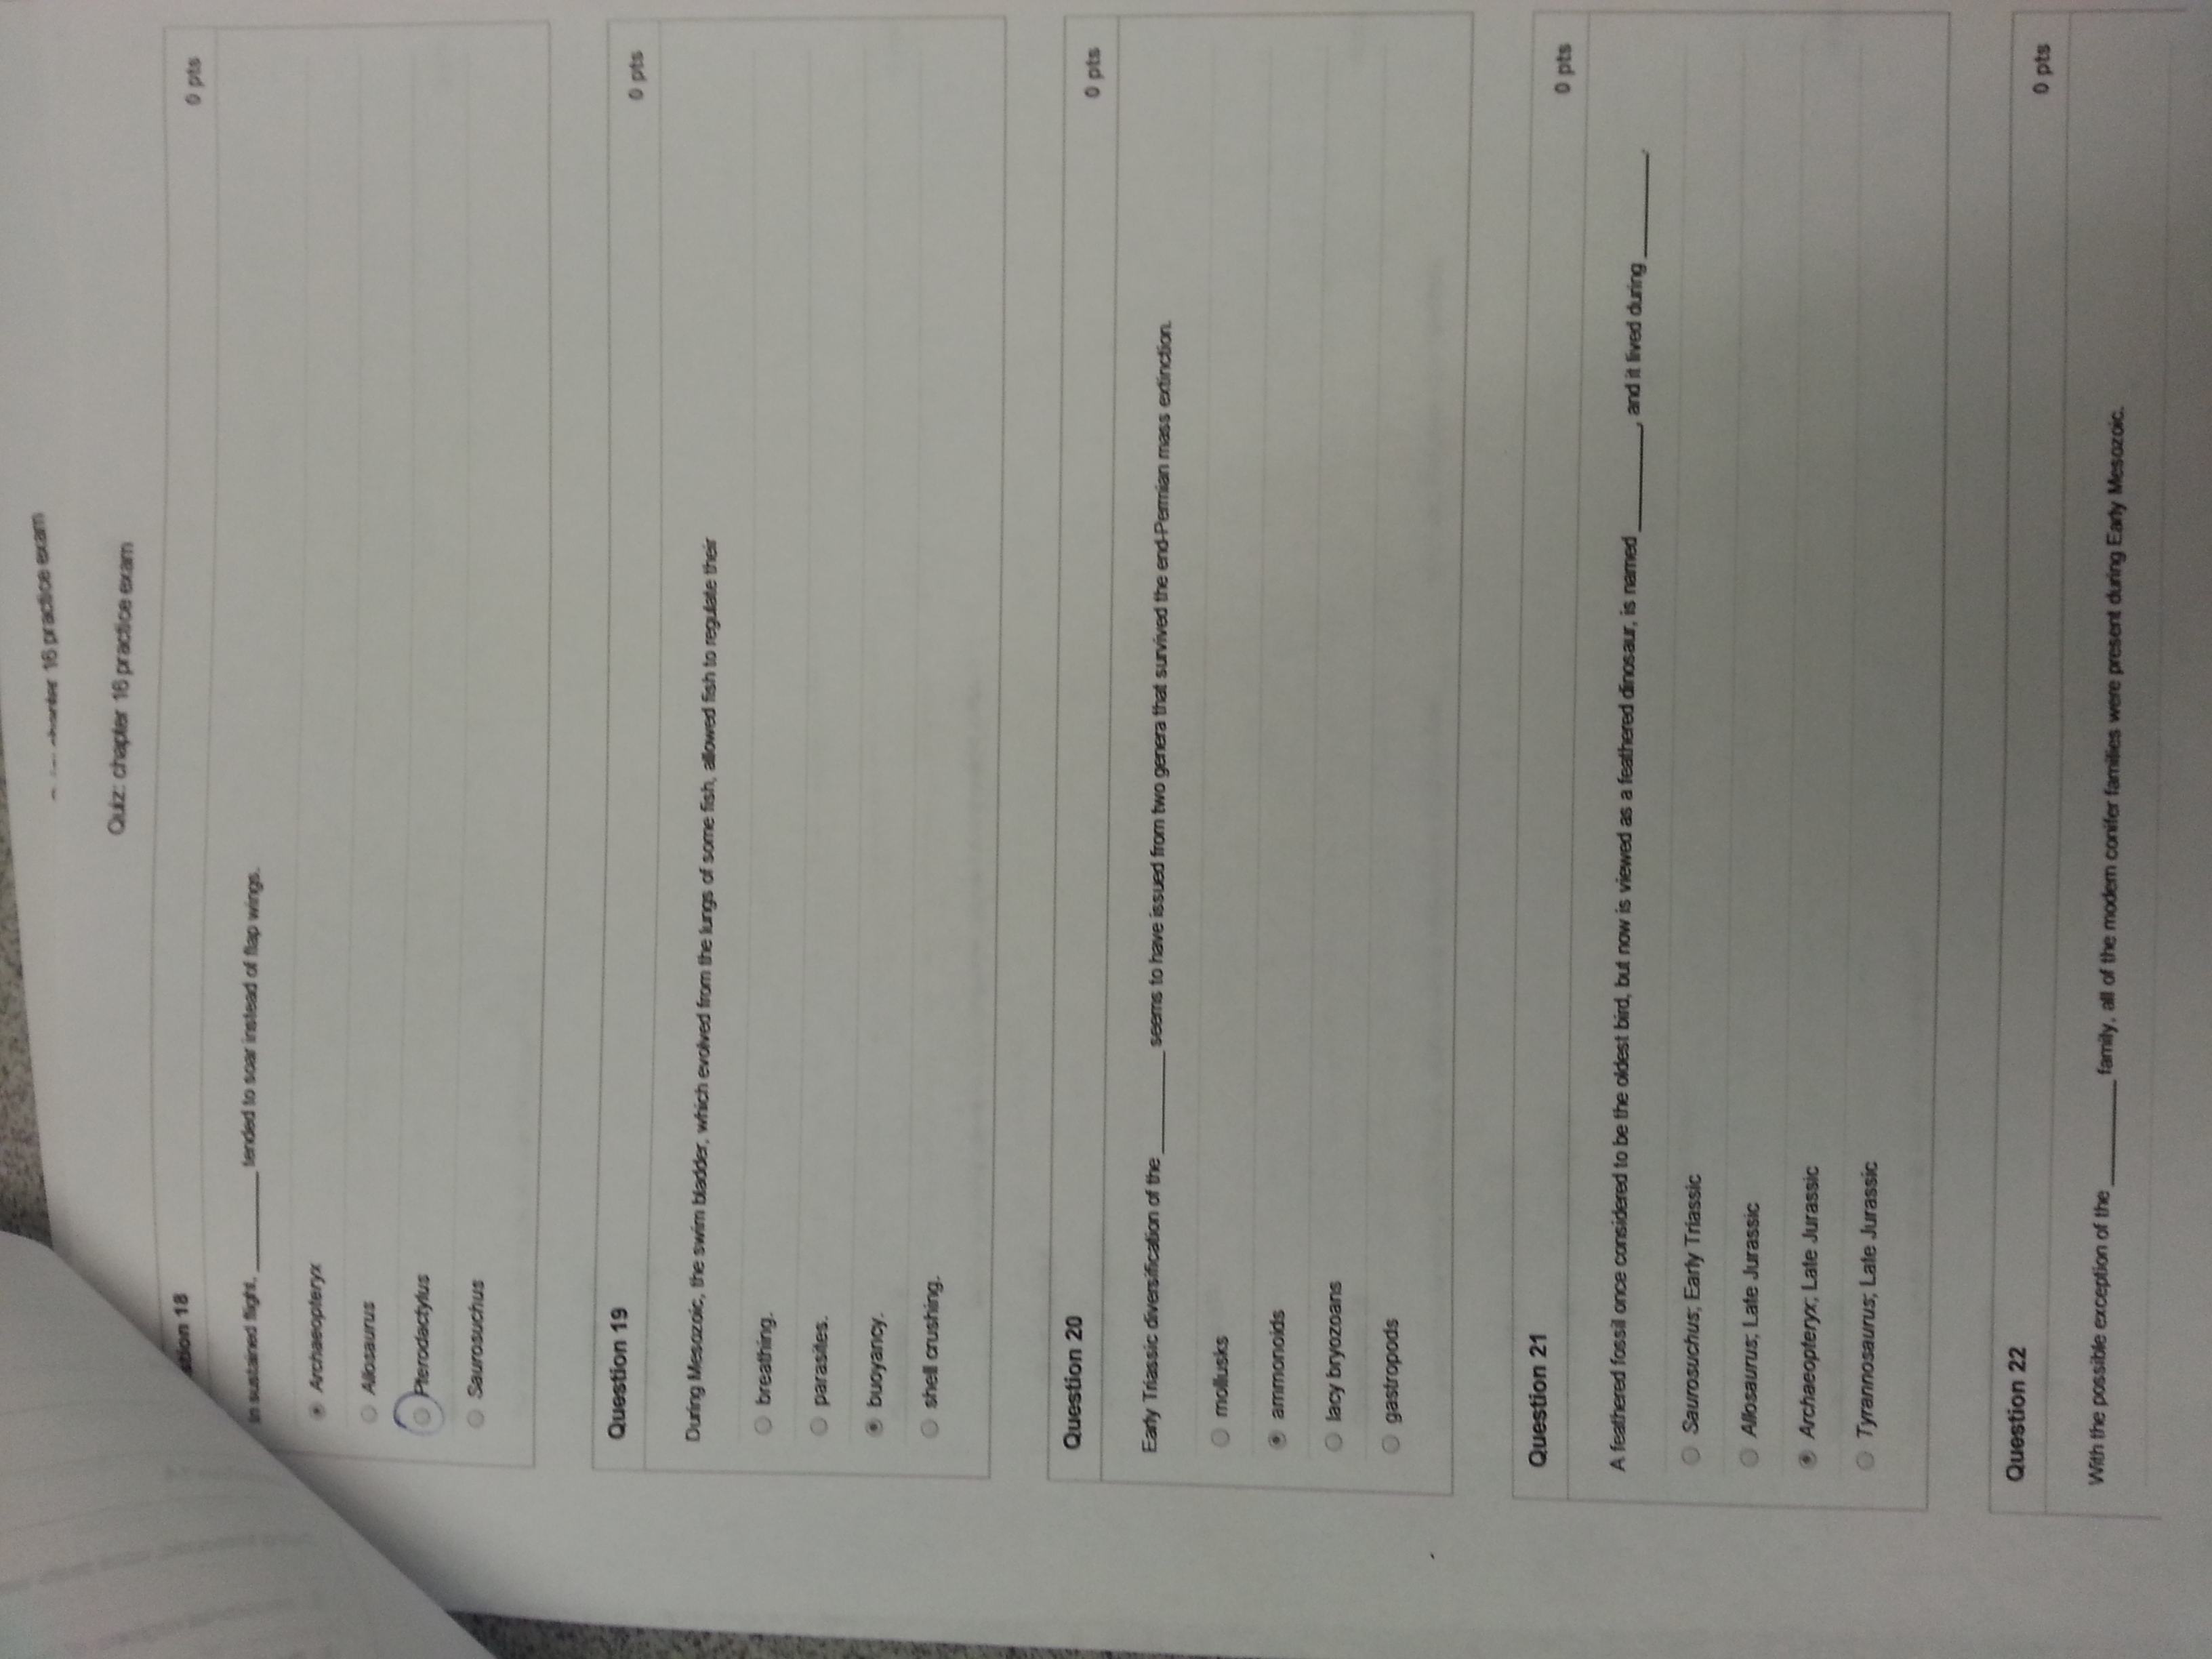 chapter 16 practice exam
Quiz: chapter 16 practice exam
stion 18
0 pts
In sustained flight, __________ tended to soar instead of flap wings.
Archaeopteryx
Allosaurus
Pterodactylus
Saurosuchus
Question 19
0 pts
During Mesozoic, the swim bladder, which evolved from the lungs of some fish, allowed fish to regulate their
breathing.
parasites.
buoyancy.
shell crushing.
Question 20
0 pts
Early Triassic diversification of the __________ seems to have issued from two genera that survived the end-Permian mass extinction.
mollusks
ammonoids
lacy bryozoans
gastropods
Question 21
0 pts
A feathered fossil once considered to be the oldest bird, but now is viewed as a feathered dinosaur, is named __________, and it lived during __________.
Saurosuchus; Early Triassic
Allosaurus; Late Jurassic
Archaeopteryx; Late Jurassic
Tyrannosaurus; Late Jurassic
Question 22
0 pts
With the possible exception of the __________ family, all of the modern conifer families were present during Early Mesozoic.